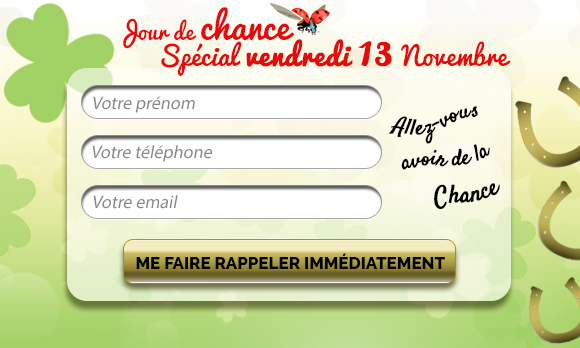 Jour de chance
Spécial vendredi 13 Novembre
Votre prénom
Votre téléphone
Votre email
Allez-vous
avoir de la
Chance
ME FAIRE RAPPELER IMMÉDIATEMENT